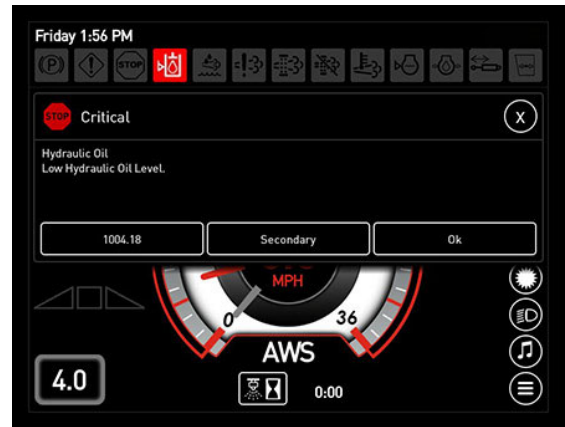 Friday 1:56 PM
STOP
STOP Critical
X
Hydraulic Oil
Low Hydraulic Oil Level.
1004.18 Secondary Ok
MPH
0 36
AWS
4.0
0:00